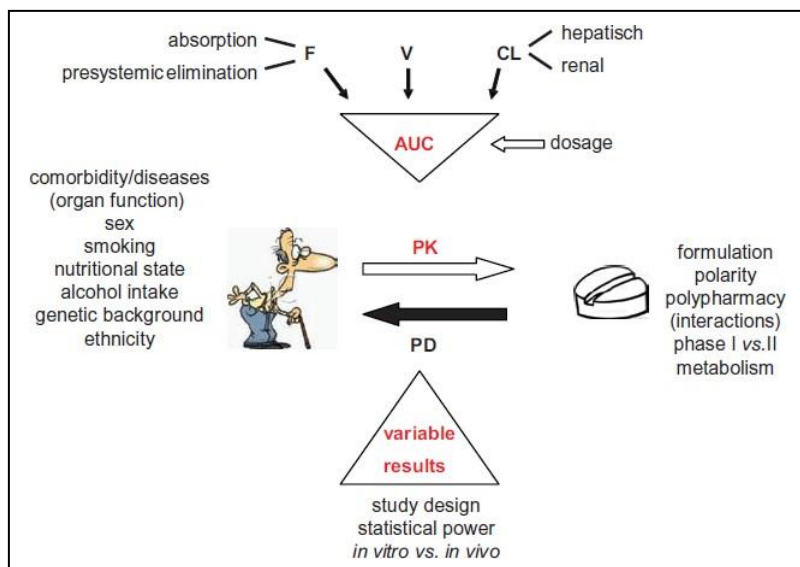 absorption
presystemic elimination
F
V
CL
hepatisch
renal
AUC
dosage
comorbidity/diseases
(organ function)
sex
smoking
nutritional state
alcohol intake
genetic background
ethnicity
PK
PD
formulation
polarity
polypharmacy
(interactions)
phase I vs.II
metabolism
variable
results
study design
statistical power
in vitro vs. in vivo